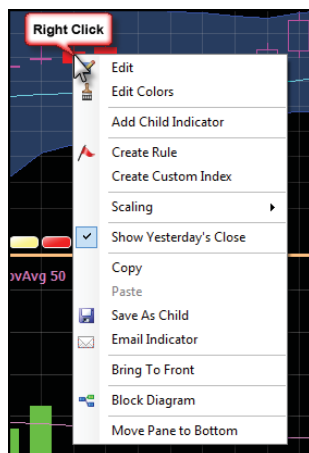 Right Click
Edit
Edit Colors
Add Child Indicator
Create Rule
Create Custom Index
Scaling
Show Yesterday's Close
Copy
ovAvg 50
Paste
Save As Child
Email Indicator
Bring To Front
Block Diagram
Move Pane to Bottom